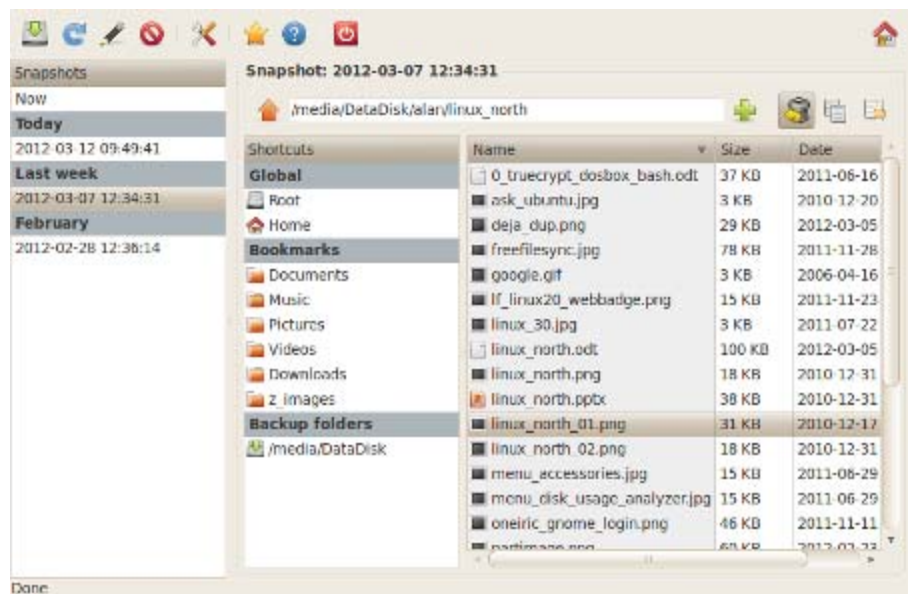 Snapshots
Now
Today
2012-03-12 09:49:41
Last week
2012-03-07 12:34:31
February
2012-02-28 12:36:14
Snapshot: 2012-03-07 12:34:31
/media/DataDisk/alan/linux_north
Shortcuts
Global
Root
Home
Bookmarks
Documents
Music
Pictures
Videos
Downloads
z_images
Backup folders
/media/DataDisk
Name Size Date
0_truecrypt_dosbox_bash.odt 37 KB 2011-06-16
ask_ubuntu.jpg 3 KB 2010-12-20
deja_dup.png 29 KB 2012-03-05
freefilesync.jpg 78 KB 2011-11-28
google.gif 3 KB 2006-04-16
lf_linux20_webbadge.png 15 KB 2011-11-23
linux_30.jpg 3 KB 2011-07-22
linux_north.odt 100 KB 2012-03-05
linux_north.png 18 KB 2010-12-31
linux_north.pptx 38 KB 2010-12-31
linux_north_01.png 31 KB 2010-12-17
linux_north_02.png 18 KB 2010-12-31
menu_accessories.jpg 15 KB 2011-06-29
menu_disk_usage_analyzer.jpg 15 KB 2011-06-29
oneiric_gnome_login.png 46 KB 2011-11-11
partimage.png 60 KB 2012-02-23
Done